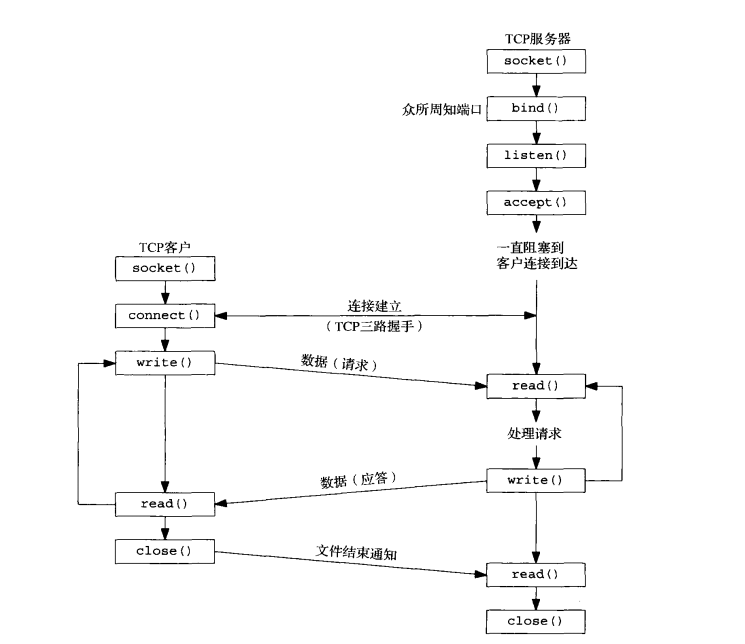 TCP服务器
socket()
众所周知端口
bind()
listen()
accept()
一直阻塞到
客户连接到达
TCP客户
socket()
connect()
连接建立
（TCP三路握手）
write()
数据（请求）
read()
处理请求
数据（应答）
write()
read()
close()
文件结束通知
read()
close()